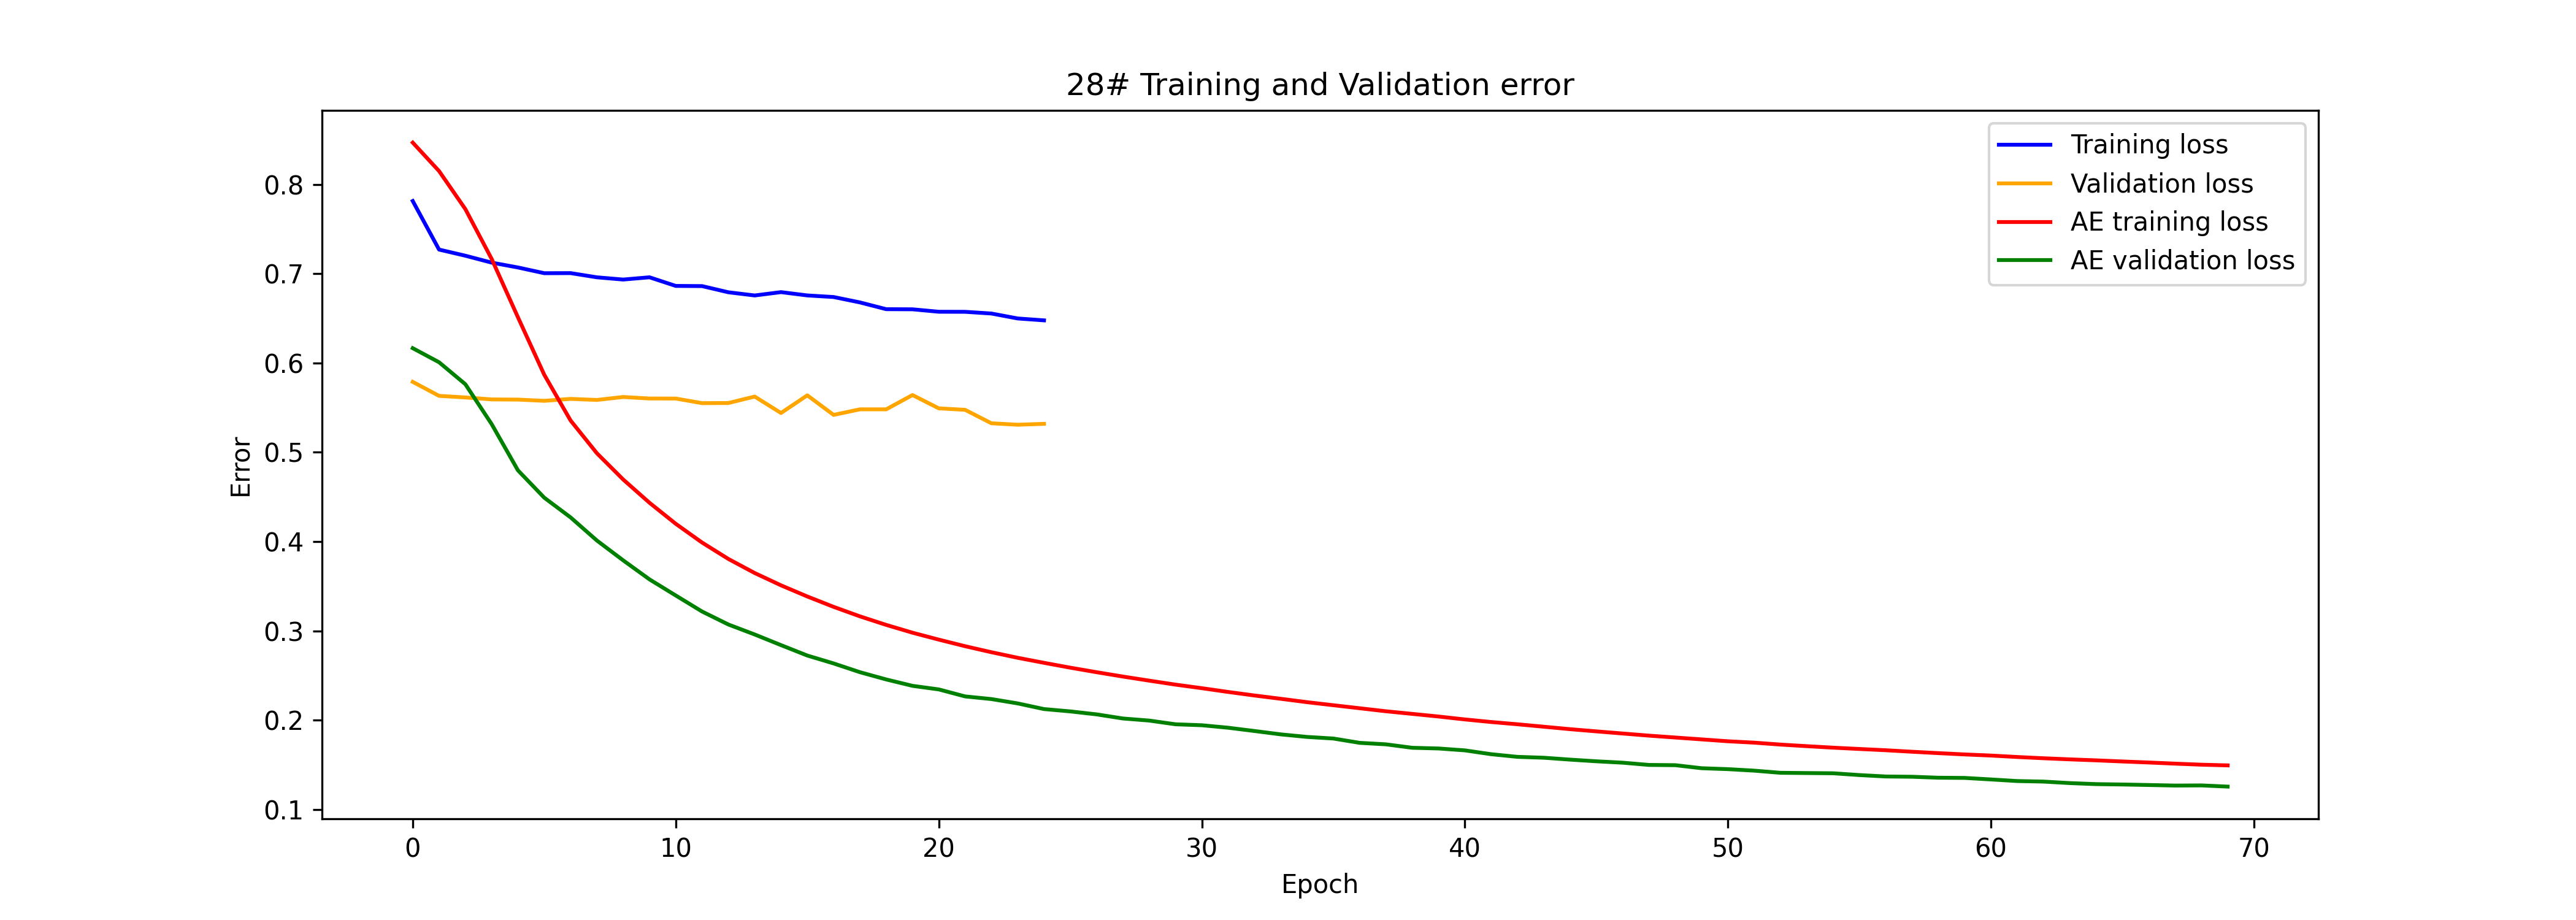 28# Training and Validation error
Training loss
Validation loss
AE training loss
AE validation loss
Error
0.8
0.7
0.6
0.5
0.4
0.3
0.2
0.1
0 10 20 30 40 50 60 70
Epoch